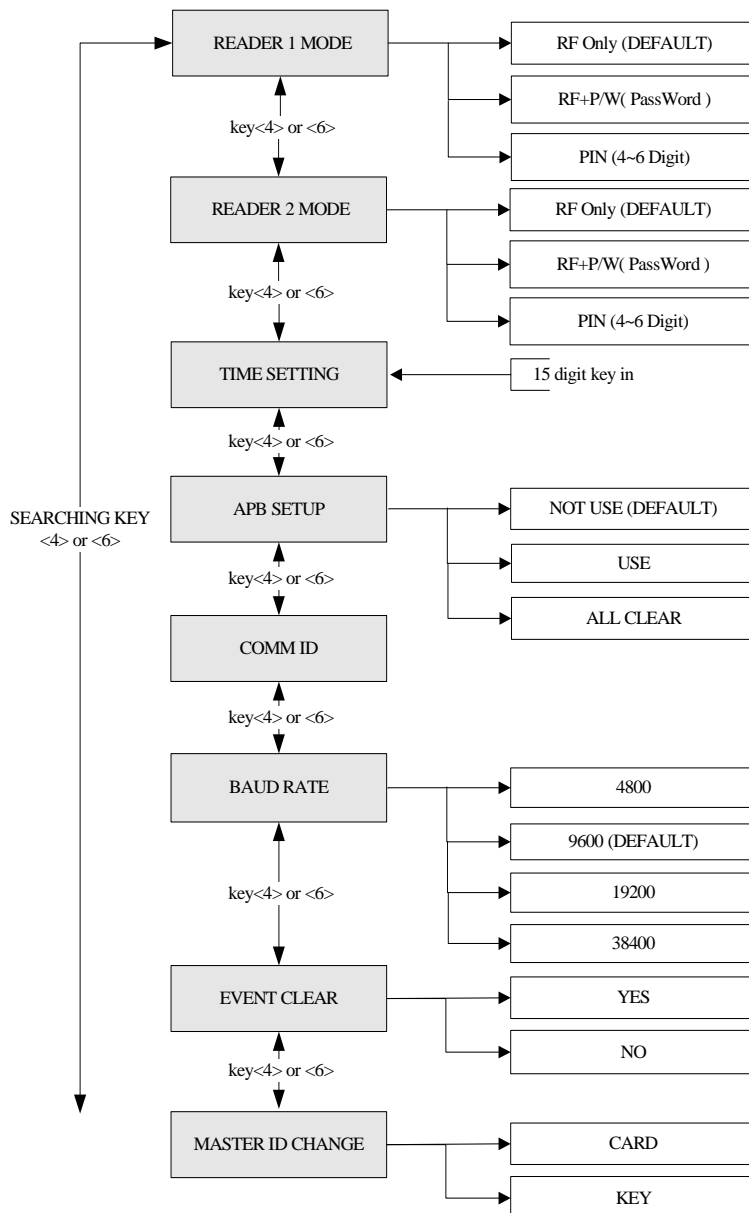 READER 1 MODE
RF Only (DEFAULT)
RF+P/W( PassWord )
PIN (4~6 Digit)
key<4> or <6>
READER 2 MODE
RF Only (DEFAULT)
RF+P/W( PassWord )
PIN (4~6 Digit)
key<4> or <6>
TIME SETTING
15 digit key in
key<4> or <6>
APB SETUP
NOT USE (DEFAULT)
USE
ALL CLEAR
SEARCHING KEY
<4> or <6>
key<4> or <6>
COMM ID
key<4> or <6>
BAUD RATE
4800
9600 (DEFAULT)
19200
38400
key<4> or <6>
EVENT CLEAR
YES
NO
key<4> or <6>
MASTER ID CHANGE
CARD
KEY